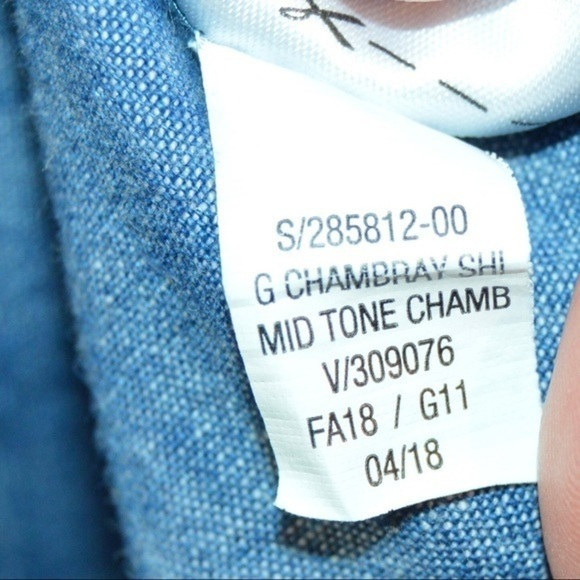 S/285812-00
G CHAMBRAY SHI
MID TONE CHAMB
V/309076
FA18 / G11
04/18